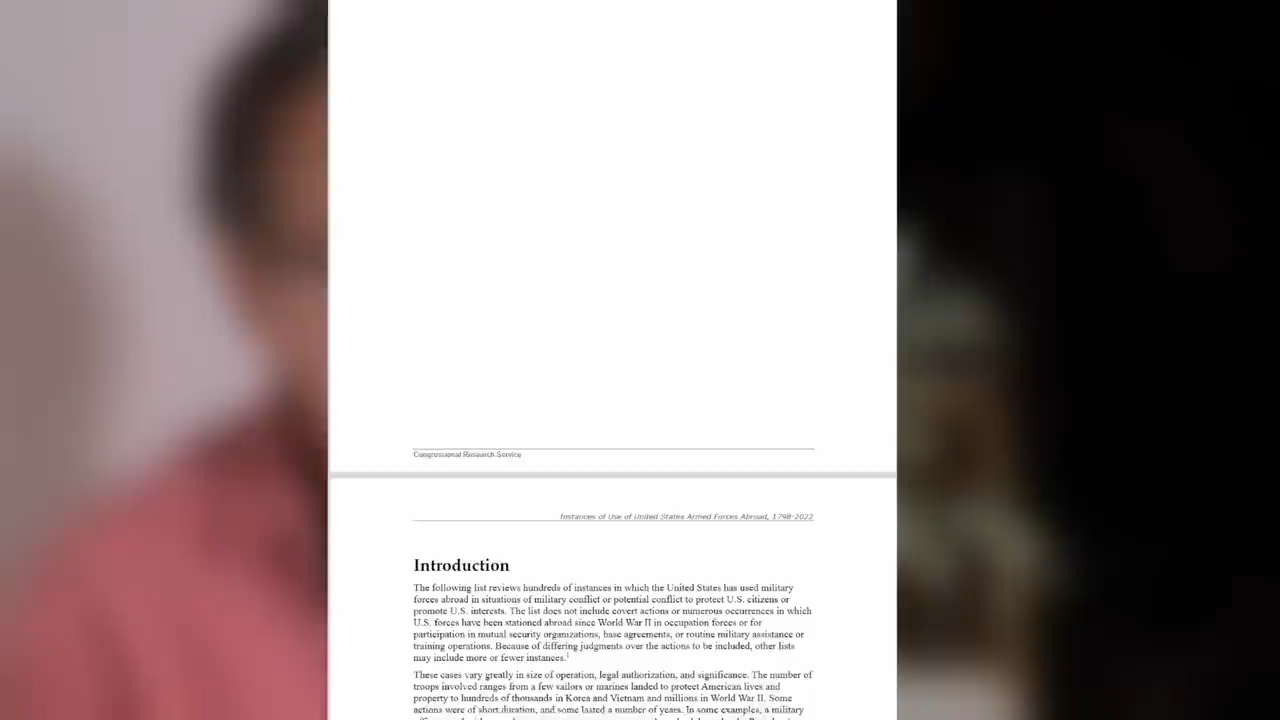 Congressional Research Service
Instances of Use of United States Armed Forces Abroad, 1798-2022
Introduction
The following list reviews hundreds of instances in which the United States has used military
forces abroad in situations of military conflict or potential conflict to protect U.S. citizens or
promote U.S. interests. The list does not include covert actions or numerous occurrences in which
U.S. forces have been stationed abroad since World War II in occupation forces or for
participation in mutual security organizations, base agreements, or routine military assistance or
training operations. Because of differing judgments over the actions to be included, other lists
may include more or fewer instances.1
These cases vary greatly in size of operation, legal authorization, and significance. The number of
troops involved ranges from a few sailors or marines landed to protect American lives and
property to hundreds of thousands in Korea and Vietnam and millions in World War II. Some
actions were of short duration, and some lasted a number of years. In some examples, a military